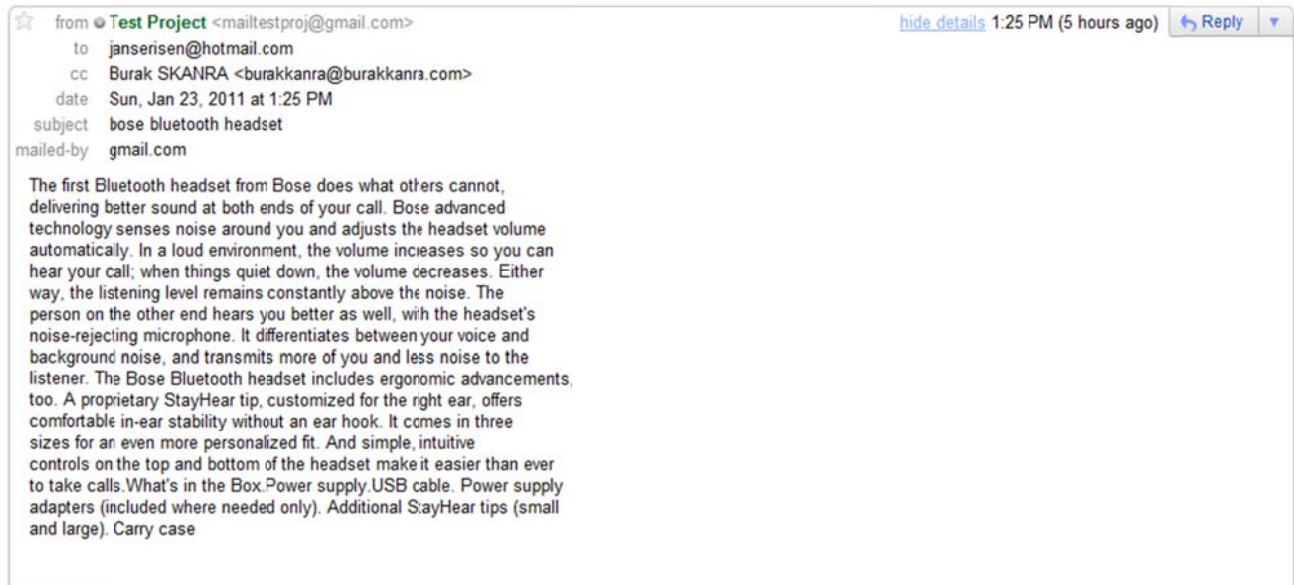 from Test Project <mailtestproj@gmail.com> hide details 1:25 PM (5 hours ago) Reply
to janserisen@hotmail.com
cc Burak SKANRA <burakkanra@burakkanra.com>
date Sun, Jan 23, 2011 at 1:25 PM
subject bose bluetooth headset
mailed-by gmail.com
The first Bluetooth headset from Bose does what others cannot,
delivering better sound at both ends of your call. Bose advanced
technology senses noise around you and adjusts the headset volume
automatically. In a loud environment, the volume increases so you can
hear your call; when things quiet down, the volume decreases. Either
way, the listening level remains constantly above the noise. The
person on the other end hears you better as well, with the headset's
noise-rejecting microphone. It differentiates between your voice and
background noise, and transmits more of you and less noise to the
listener. The Bose Bluetooth headset includes ergonomic advancements,
too. A proprietary StayHear tip, customized for the right ear, offers
comfortable in-ear stability without an ear hook. It comes in three
sizes for an even more personalized fit. And simple, intuitive
controls on the top and bottom of the headset make it easier than ever
to take calls.What's in the Box.Power supply.USB cable. Power supply
adapters (included where needed only). Additional StayHear tips (small
and large). Carry case